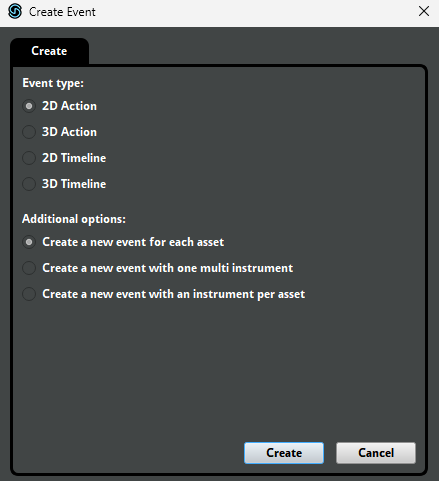 Create Event
Create
Event type:
2D Action
3D Action
2D Timeline
3D Timeline
Additional options:
Create a new event for each asset
Create a new event with one multi instrument
Create a new event with an instrument per asset
Create Cancel